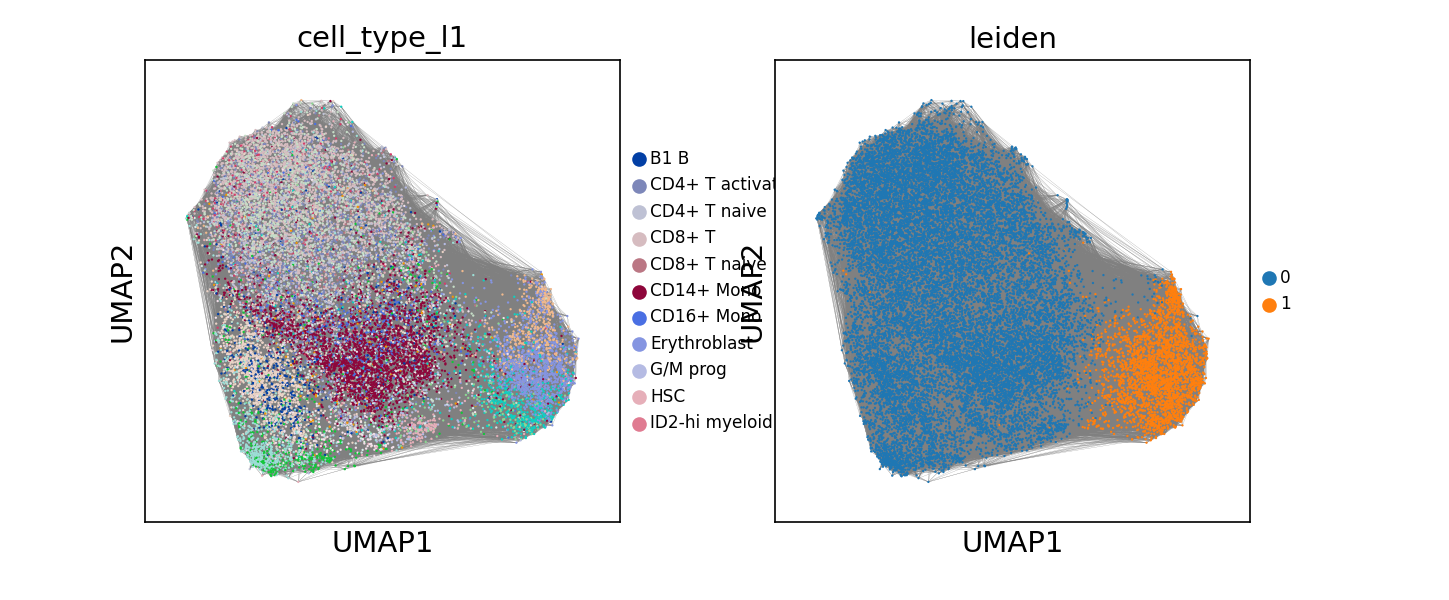 cell_type_l1
UMAP2
UMAP1
B1 B
CD4+ T activat
CD4+ T naive
CD8+ T
CD8+ T naive
CD14+ Mono
CD16+ Mono
Erythroblast
G/M prog
HSC
ID2-hi myeloid
leiden
UMAP2
UMAP1
0
1